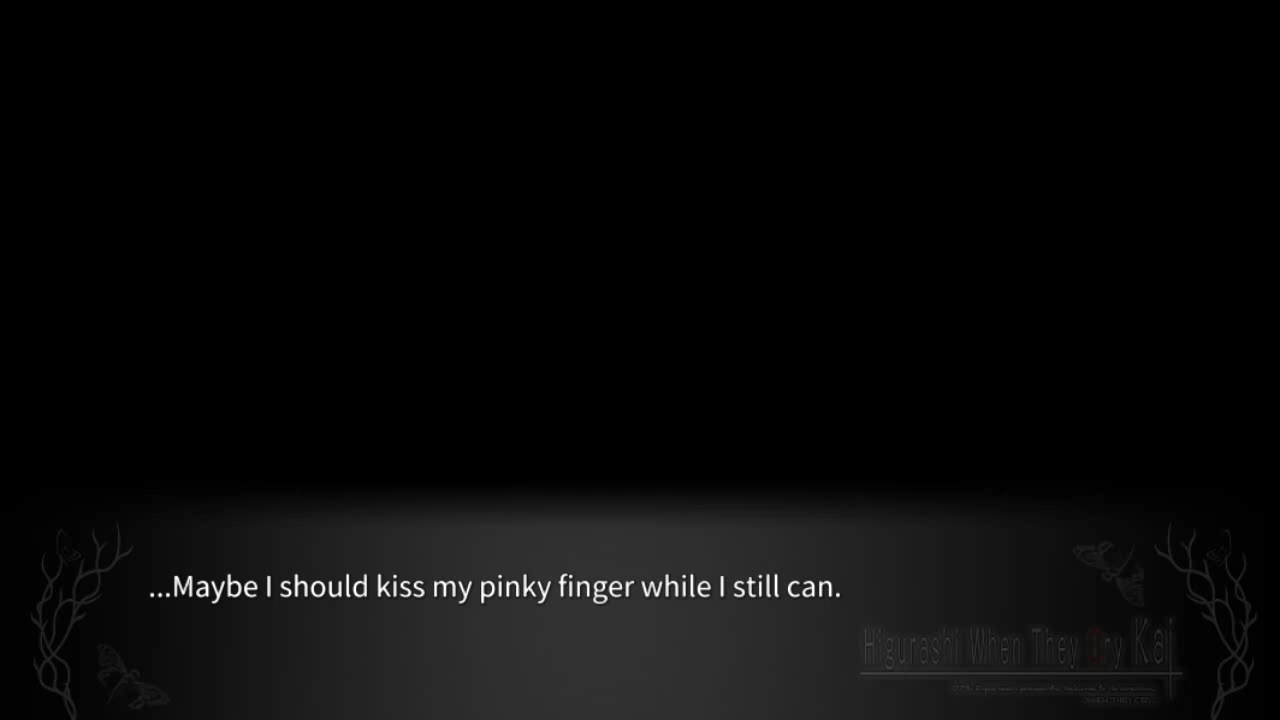 ...Maybe I should kiss my pinky finger while I still can.
Higurashi When They Cry Kai